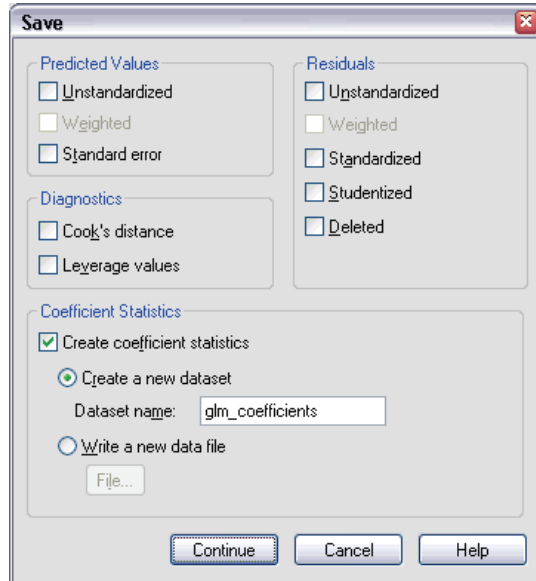 Save
Predicted Values
Unstandardized
Weighted
Standard error
Diagnostics
Cook's distance
Leverage values
Residuals
Unstandardized
Weighted
Standardized
Studentized
Deleted
Coefficient Statistics
Create coefficient statistics
Create a new dataset
Dataset name: glm_coefficients
Write a new data file
File...
Continue Cancel Help